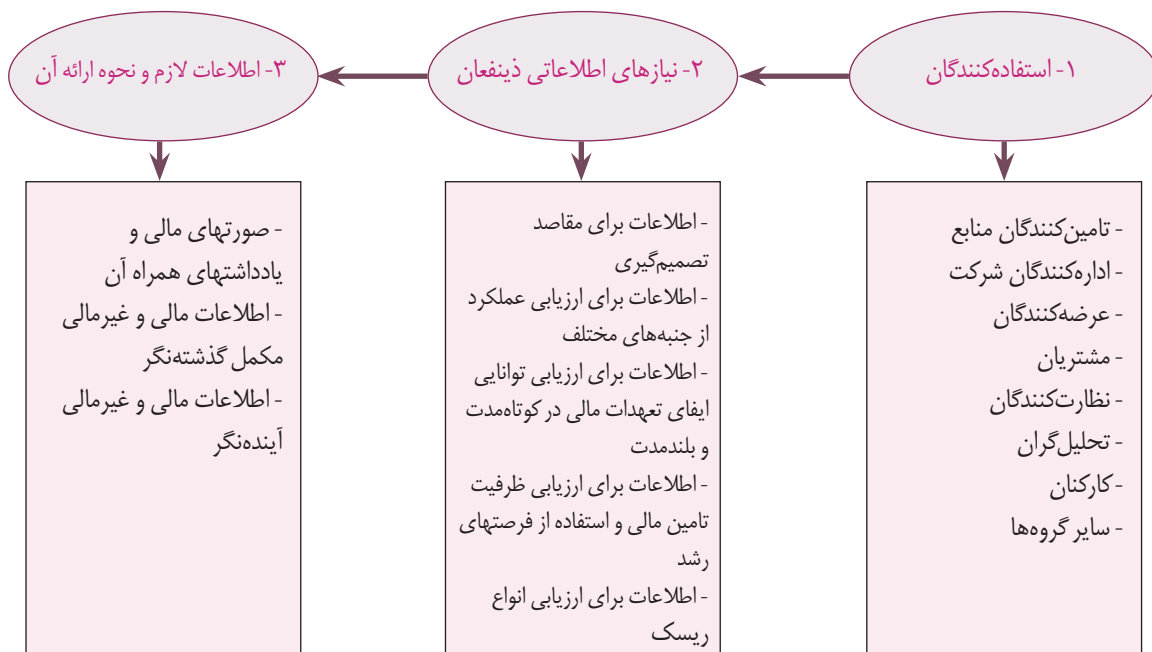 ۱- استفاده‌کنندگان
۲- نیازهای اطلاعاتی ذینفعان
۳- اطلاعات لازم و نحوه ارائه آن
- تامین‌کنندگان منابع
- اداره‌کنندگان شرکت
- عرضه‌کنندگان
- مشتریان
- نظارت‌کنندگان
- تحلیل‌گران
- کارکنان
- سایر گروه‌ها
- اطلاعات برای مقاصد
تصمیم‌گیری
- اطلاعات برای ارزیابی عملکرد
از جنبه‌های مختلف
- اطلاعات برای ارزیابی توانایی
ایفای تعهدات مالی در کوتاه‌مدت
و بلندمدت
- اطلاعات برای ارزیابی ظرفیت
تامین مالی و استفاده از فرصتهای
رشد
- اطلاعات برای ارزیابی انواع
ریسک
- صورتهای مالی و
یادداشتهای همراه آن
- اطلاعات مالی و غیرمالی
مکمل گذشته‌نگر
- اطلاعات مالی و غیرمالی
آینده‌نگر